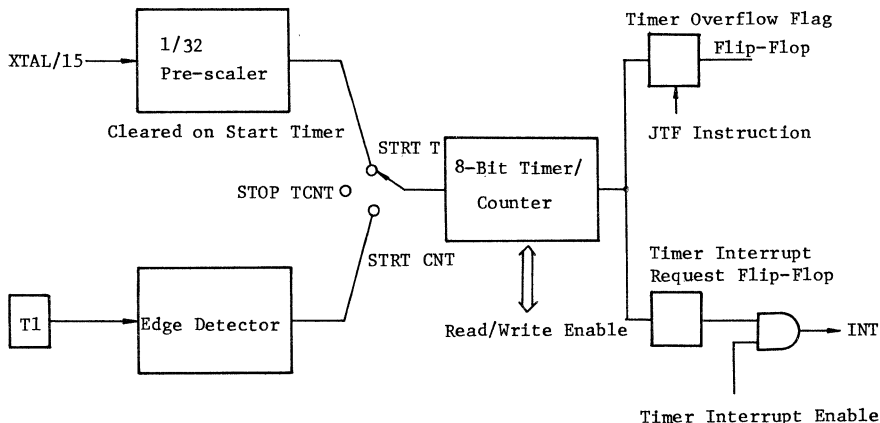 Timer Overflow Flag
Flip-Flop
1/32
Pre-scaler
XTAL/15
Cleared on Start Timer
JTF Instruction
STRT T
8-Bit Timer/
Counter
STOP TCNT
STRT CNT
Timer Interrupt
Request Flip-Flop
T1
Edge Detector
Read/Write Enable
INT
Timer Interrupt Enable